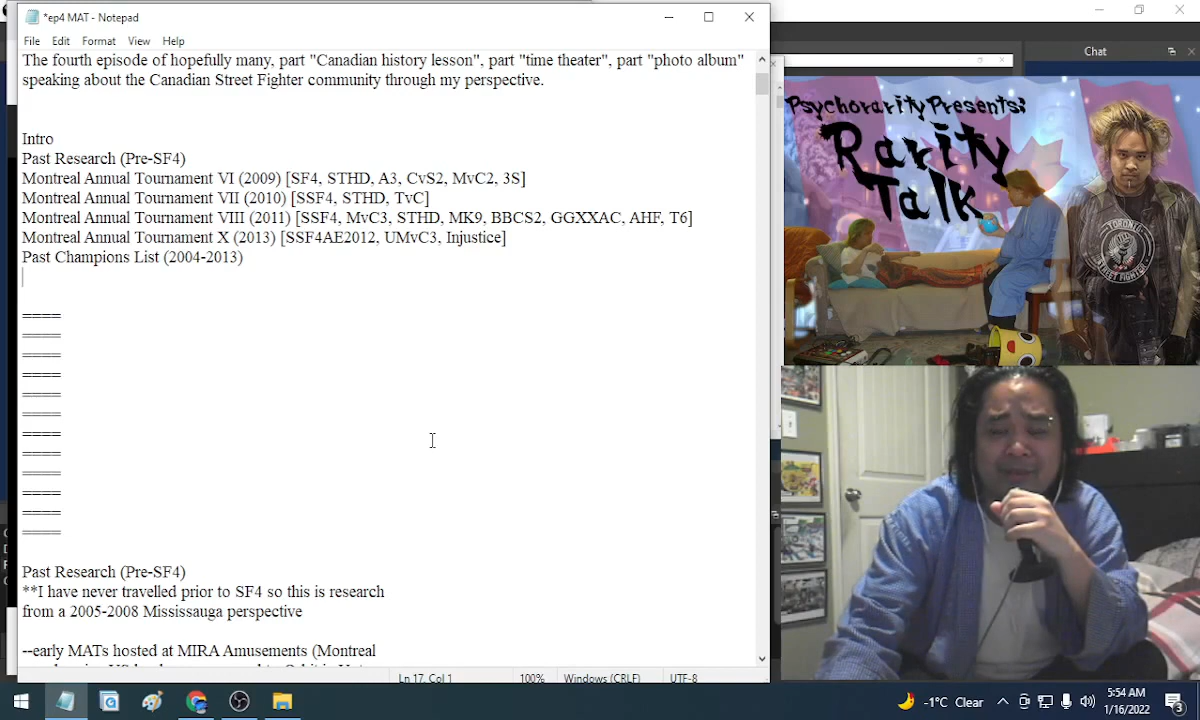 *ep4 MAT - Notepad
File Edit Format View Help
The fourth episode of hopefully many, part "Canadian history lesson", part "time theater", part "photo album"
speaking about the Canadian Street Fighter community through my perspective.
Intro
Past Research (Pre-SF4)
Montreal Annual Tournament VI (2009) [SF4, STHD, A3, CvS2, MvC2, 3S]
Montreal Annual Tournament VII (2010) [SSF4, STHD, TvC]
Montreal Annual Tournament VIII (2011) [SSF4, MvC3, STHD, MK9, BBCS2, GGXXAC, AHF, T6]
Montreal Annual Tournament X (2013) [SSF4AE2012, UMvC3, Injustice]
Past Champions List (2004-2013)
====
====
====
====
====
====
====
====
====
====
====
====
Past Research (Pre-SF4)
**I have never travelled prior to SF4 so this is research
from a 2005-2008 Mississauga perspective
--early MATs hosted at MIRA Amusements (Montreal
Ln 17, Col 1 100% Windows (CRLF) UTF-8
Chat
PsychorarityPresents:
Rarity
Talk
TORONTO
STREET FIGHTER
-1°C Clear
5:54 AM
1/16/2022
3